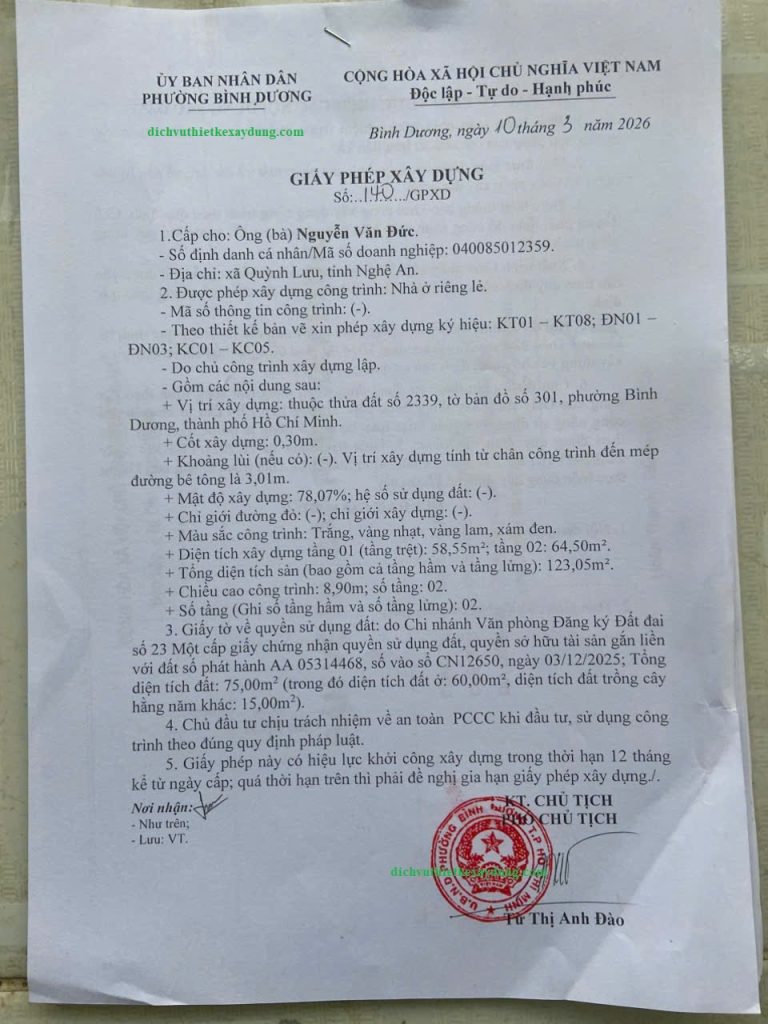 ỦY BAN NHÂN DÂN
PHƯỜNG BÌNH DƯƠNG
CỘNG HÒA XÃ HỘI CHỦ NGHĨA VIỆT NAM
Độc lập - Tự do - Hạnh phúc
dichvuthietkexaydung.com
Bình Dương, ngày 10 tháng 3 năm 2026
GIẤY PHÉP XÂY DỰNG
Số:..140.../GPXD
1.Cấp cho: Ông (bà) Nguyễn Văn Đức.
- Số định danh cá nhân/Mã số doanh nghiệp: 040085012359.
- Địa chỉ: xã Quỳnh Lưu, tỉnh Nghệ An.
2. Được phép xây dựng công trình: Nhà ở riêng lẻ.
- Mã số thông tin công trình: (-).
- Theo thiết kế bản vẽ xin phép xây dựng ký hiệu: KT01 – KT08; ĐN01 –
ĐN03; KC01 – KC05.
- Do chủ công trình xây dựng lập.
- Gồm các nội dung sau:
+ Vị trí xây dựng: thuộc thửa đất số 2339, tờ bản đồ số 301, phường Bình
Dương, thành phố Hồ Chí Minh.
+ Cốt xây dựng: 0,30m.
+ Khoảng lùi (nếu có): (-). Vị trí xây dựng tính từ chân công trình đến mép
đường bê tông là 3,01m.
+ Mật độ xây dựng: 78,07%; hệ số sử dụng đất: (-).
+ Chỉ giới đường đỏ: (-); chỉ giới xây dựng: (-).
+ Màu sắc công trình: Trắng, vàng nhạt, vàng lam, xám đen.
+ Diện tích xây dựng tầng 01 (tầng trệt): 58,55m²; tầng 02: 64,50m².
+ Tổng diện tích sàn (bao gồm cả tầng hầm và tầng lửng): 123,05m².
+ Chiều cao công trình: 8,90m; số tầng: 02.
+ Số tầng (Ghi số tầng hầm và số tầng lửng): 02.
3. Giấy tờ về quyền sử dụng đất: do Chi nhánh Văn phòng Đăng ký Đất đai
số 23 Một cấp giấy chứng nhận quyền sử dụng đất, quyền sở hữu tài sản gắn liền
với đất số phát hành AA 05314468, số vào sổ CN12650, ngày 03/12/2025; Tổng
diện tích đất: 75,00m² (trong đó diện tích đất ở: 60,00m², diện tích đất trồng cây
hằng năm khác: 15,00m²).
4. Chủ đầu tư chịu trách nhiệm về an toàn PCCC khi đầu tư, sử dụng công
trình theo đúng quy định pháp luật.
5. Giấy phép này có hiệu lực khởi công xây dựng trong thời hạn 12 tháng
kể từ ngày cấp; quá thời hạn trên thì phải đề nghị gia hạn giấy phép xây dựng./.
Nơi nhận:
- Như trên;
- Lưu: VT.
KT. CHỦ TỊCH
PHÓ CHỦ TỊCH
U.B.N.D PHƯỜNG BÌNH DƯƠNG T.P HỒ CHÍ MINH
dichvuthietkexaydung.com
Từ Thị Anh Đào